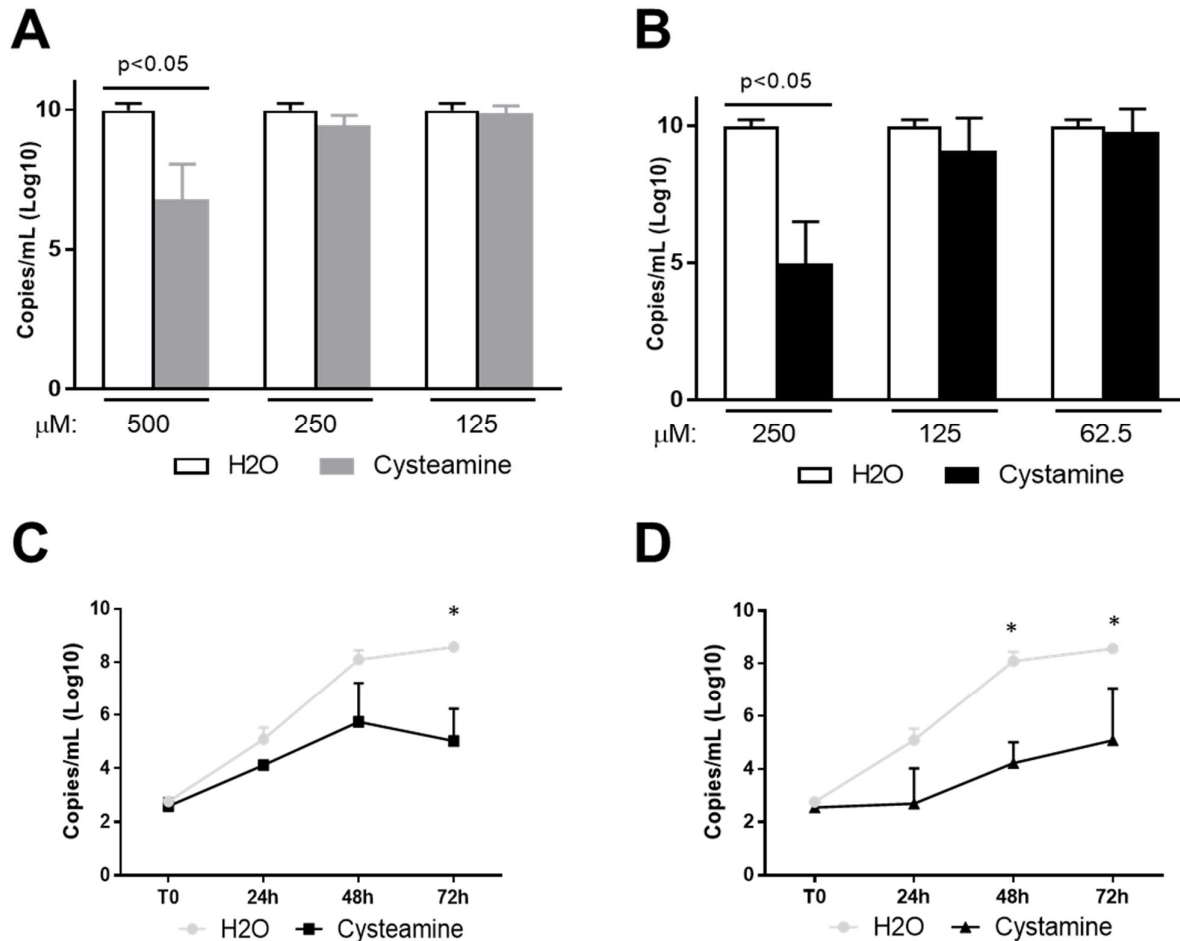 A
p<0.05
Copies/mL (Log10)
10
5
0
μM: 500 250 125
H2O Cysteamine
B
p<0.05
Copies/mL (Log10)
10
5
0
μM: 250 125 62.5
H2O Cystamine
C
*
Copies/mL (Log10)
10
8
6
4
2
0
T0 24h 48h 72h
H2O Cysteamine
D
* *
Copies/mL (Log10)
10
8
6
4
2
0
T0 24h 48h 72h
H2O Cystamine